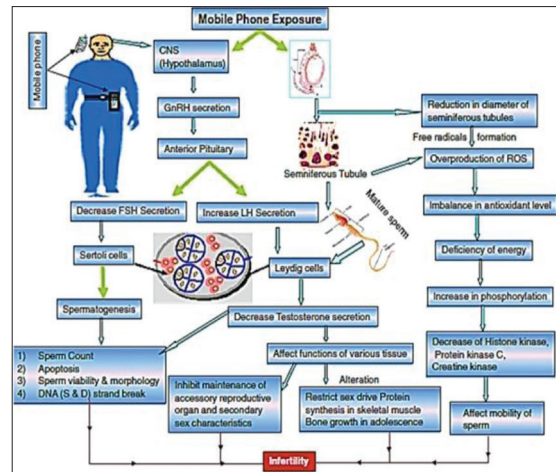 Mobile Phone Exposure
Mobile phone
CNS
(Hypothalamus)
GnRH secretion
Anterior Pituitary
Decrease FSH Secretion
Increase LH Secretion
Sertoli cells
Leydig cells
Spermatogenesis
Decrease Testosterone secretion
1) Sperm Count
2) Apoptosis
3) Sperm viability & morphology
4) DNA (S & D) strand break
Affect functions of various tissue
Alteration
Inhibit maintenance of
accessory reproductive
organ and secondary
sex characteristics
Restrict sex drive Protein
synthesis in skeletal muscle
Bone growth in adolescence
Semniferous Tubule
Mature sperm
Reduction in diameter of
seminiferous tubules
Free radicals formation
Overproduction of ROS
Imbalance in antioxidant level
Deficiency of energy
Increase in phosphorylation
Decrease of Histone kinase,
Protein kinase C,
Creatine kinase
Affect mobility of
sperm
Infertility